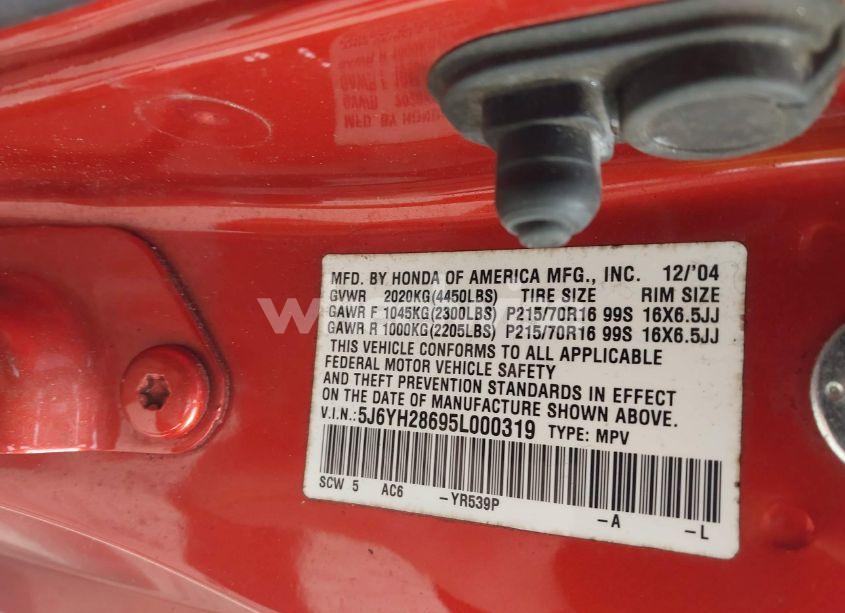 MFD. BY HONDA OF AMERICA MFG., INC. 12/'04
GVWR 2020KG(4450LBS) TIRE SIZE RIM SIZE
GAWR F 1045KG(2300LBS) P215/70R16 99S 16X6.5JJ
GAWR R 1000KG(2205LBS) P215/70R16 99S 16X6.5JJ
THIS VEHICLE CONFORMS TO ALL APPLICABLE
FEDERAL MOTOR VEHICLE SAFETY
AND THEFT PREVENTION STANDARDS IN EFFECT
ON THE DATE OF MANUFACTURE SHOWN ABOVE.
V.I.N.: 5J6YH28695L000319 TYPE: MPV
SCW 5 AC6 -YR539P -A -L